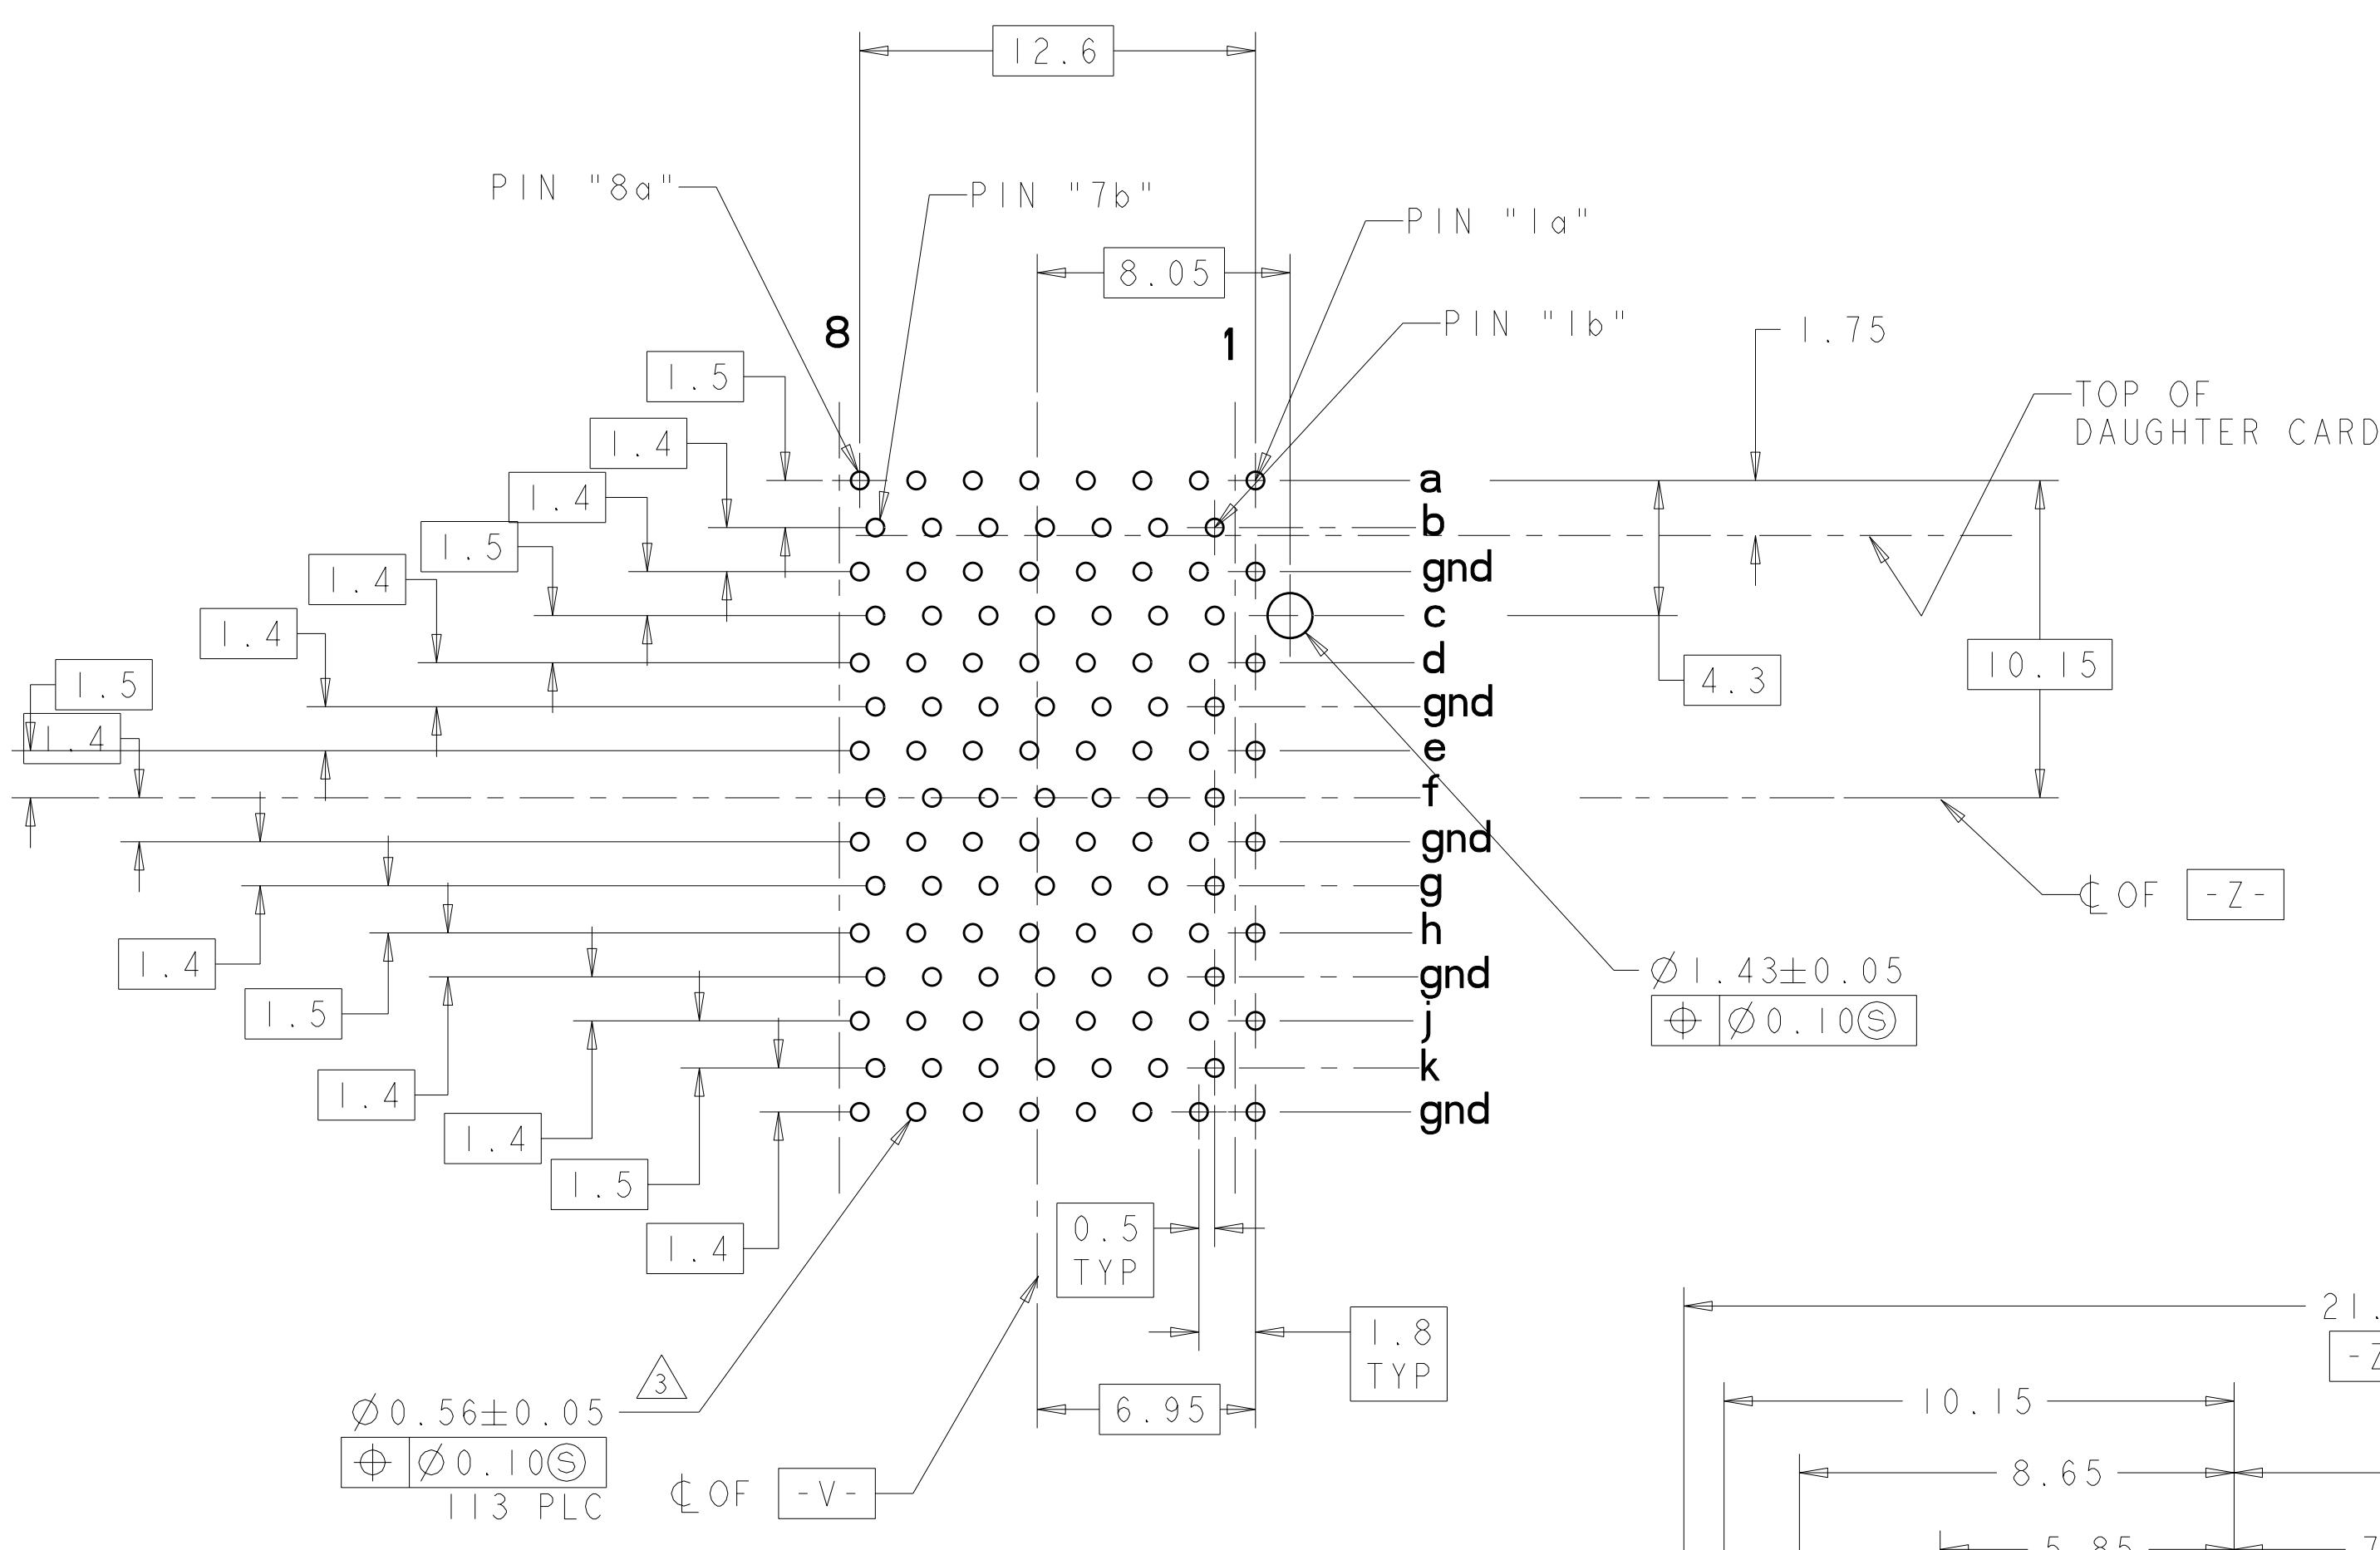 12.6
PIN "8a"
PIN "7b"
PIN "1a"
8.05
8
1
PIN "1b"
1.75
1.5
TOP OF
DAUGHTER CARD
1.4
1.4
1.5
1.4
1.4
1.5
1.4
a
b
gnd
c
d
gnd
e
f
gnd
g
h
gnd
j
k
gnd
4.3
10.15
℄ OF -Z-
1.4
1.5
1.4
1.4
1.5
1.4
Ø1.43±0.05
⌖ Ø0.10Ⓢ
0.5
TYP
1.8
TYP
6.95
3
Ø0.56±0.05
⌖ Ø0.10Ⓢ
113 PLC
℄ OF -V-
21.
-Z
10.15
8.65
5.85
7